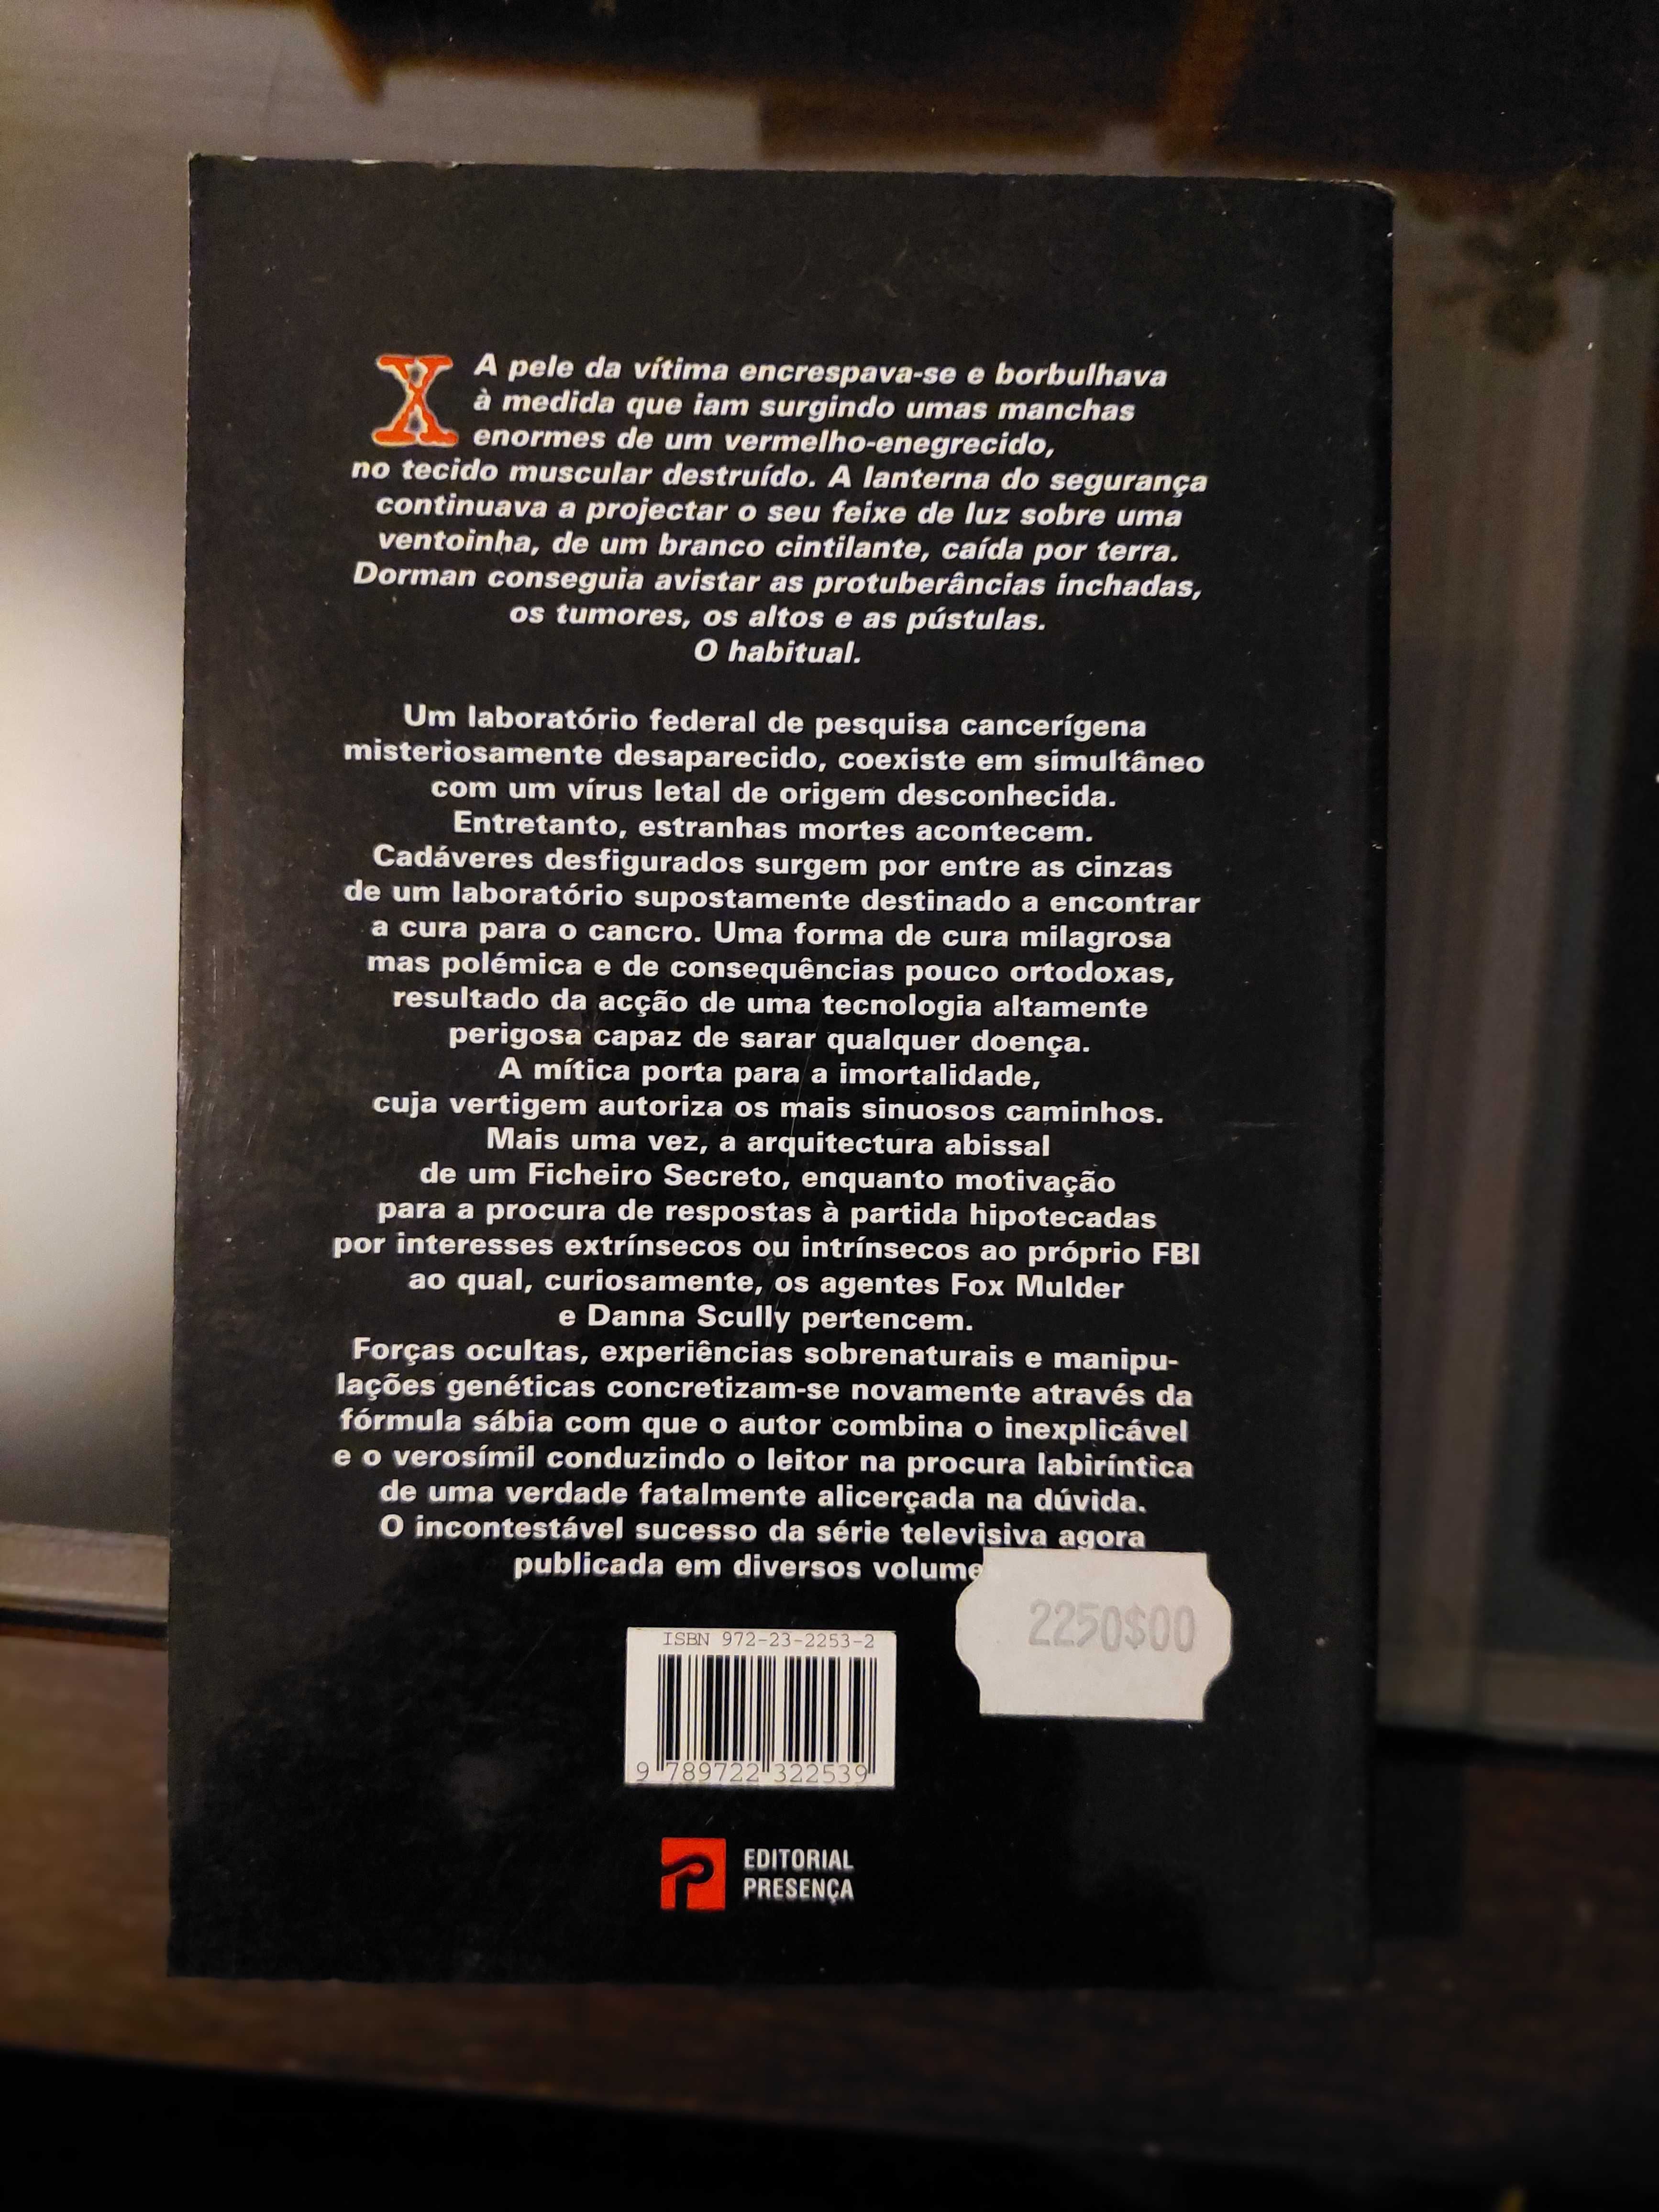 X
A pele da vítima encrespava-se e borbulhava
à medida que iam surgindo umas manchas
enormes de um vermelho-enegrecido,
no tecido muscular destruído. A lanterna do segurança
continuava a projectar o seu feixe de luz sobre uma
ventoinha, de um branco cintilante, caída por terra.
Dorman conseguia avistar as protuberâncias inchadas,
os tumores, os altos e as pústulas.
O habitual.
Um laboratório federal de pesquisa cancerígena
misteriosamente desaparecido, coexiste em simultâneo
com um vírus letal de origem desconhecida.
Entretanto, estranhas mortes acontecem.
Cadáveres desfigurados surgem por entre as cinzas
de um laboratório supostamente destinado a encontrar
a cura para o cancro. Uma forma de cura milagrosa
mas polémica e de consequências pouco ortodoxas,
resultado da acção de uma tecnologia altamente
perigosa capaz de sarar qualquer doença.
A mítica porta para a imortalidade,
cuja vertigem autoriza os mais sinuosos caminhos.
Mais uma vez, a arquitectura abissal
de um Ficheiro Secreto, enquanto motivação
para a procura de respostas à partida hipotecadas
por interesses extrínsecos ou intrínsecos ao próprio FBI
ao qual, curiosamente, os agentes Fox Mulder
e Danna Scully pertencem.
Forças ocultas, experiências sobrenaturais e manipu-
lações genéticas concretizam-se novamente através da
fórmula sábia com que o autor combina o inexplicável
e o verosímil conduzindo o leitor na procura labiríntica
de uma verdade fatalmente alicerçada na dúvida.
O incontestável sucesso da série televisiva agora
publicada em diversos volume
2250$00
ISBN 972-23-2253-2
9 789722 322539
EDITORIAL
PRESENÇA